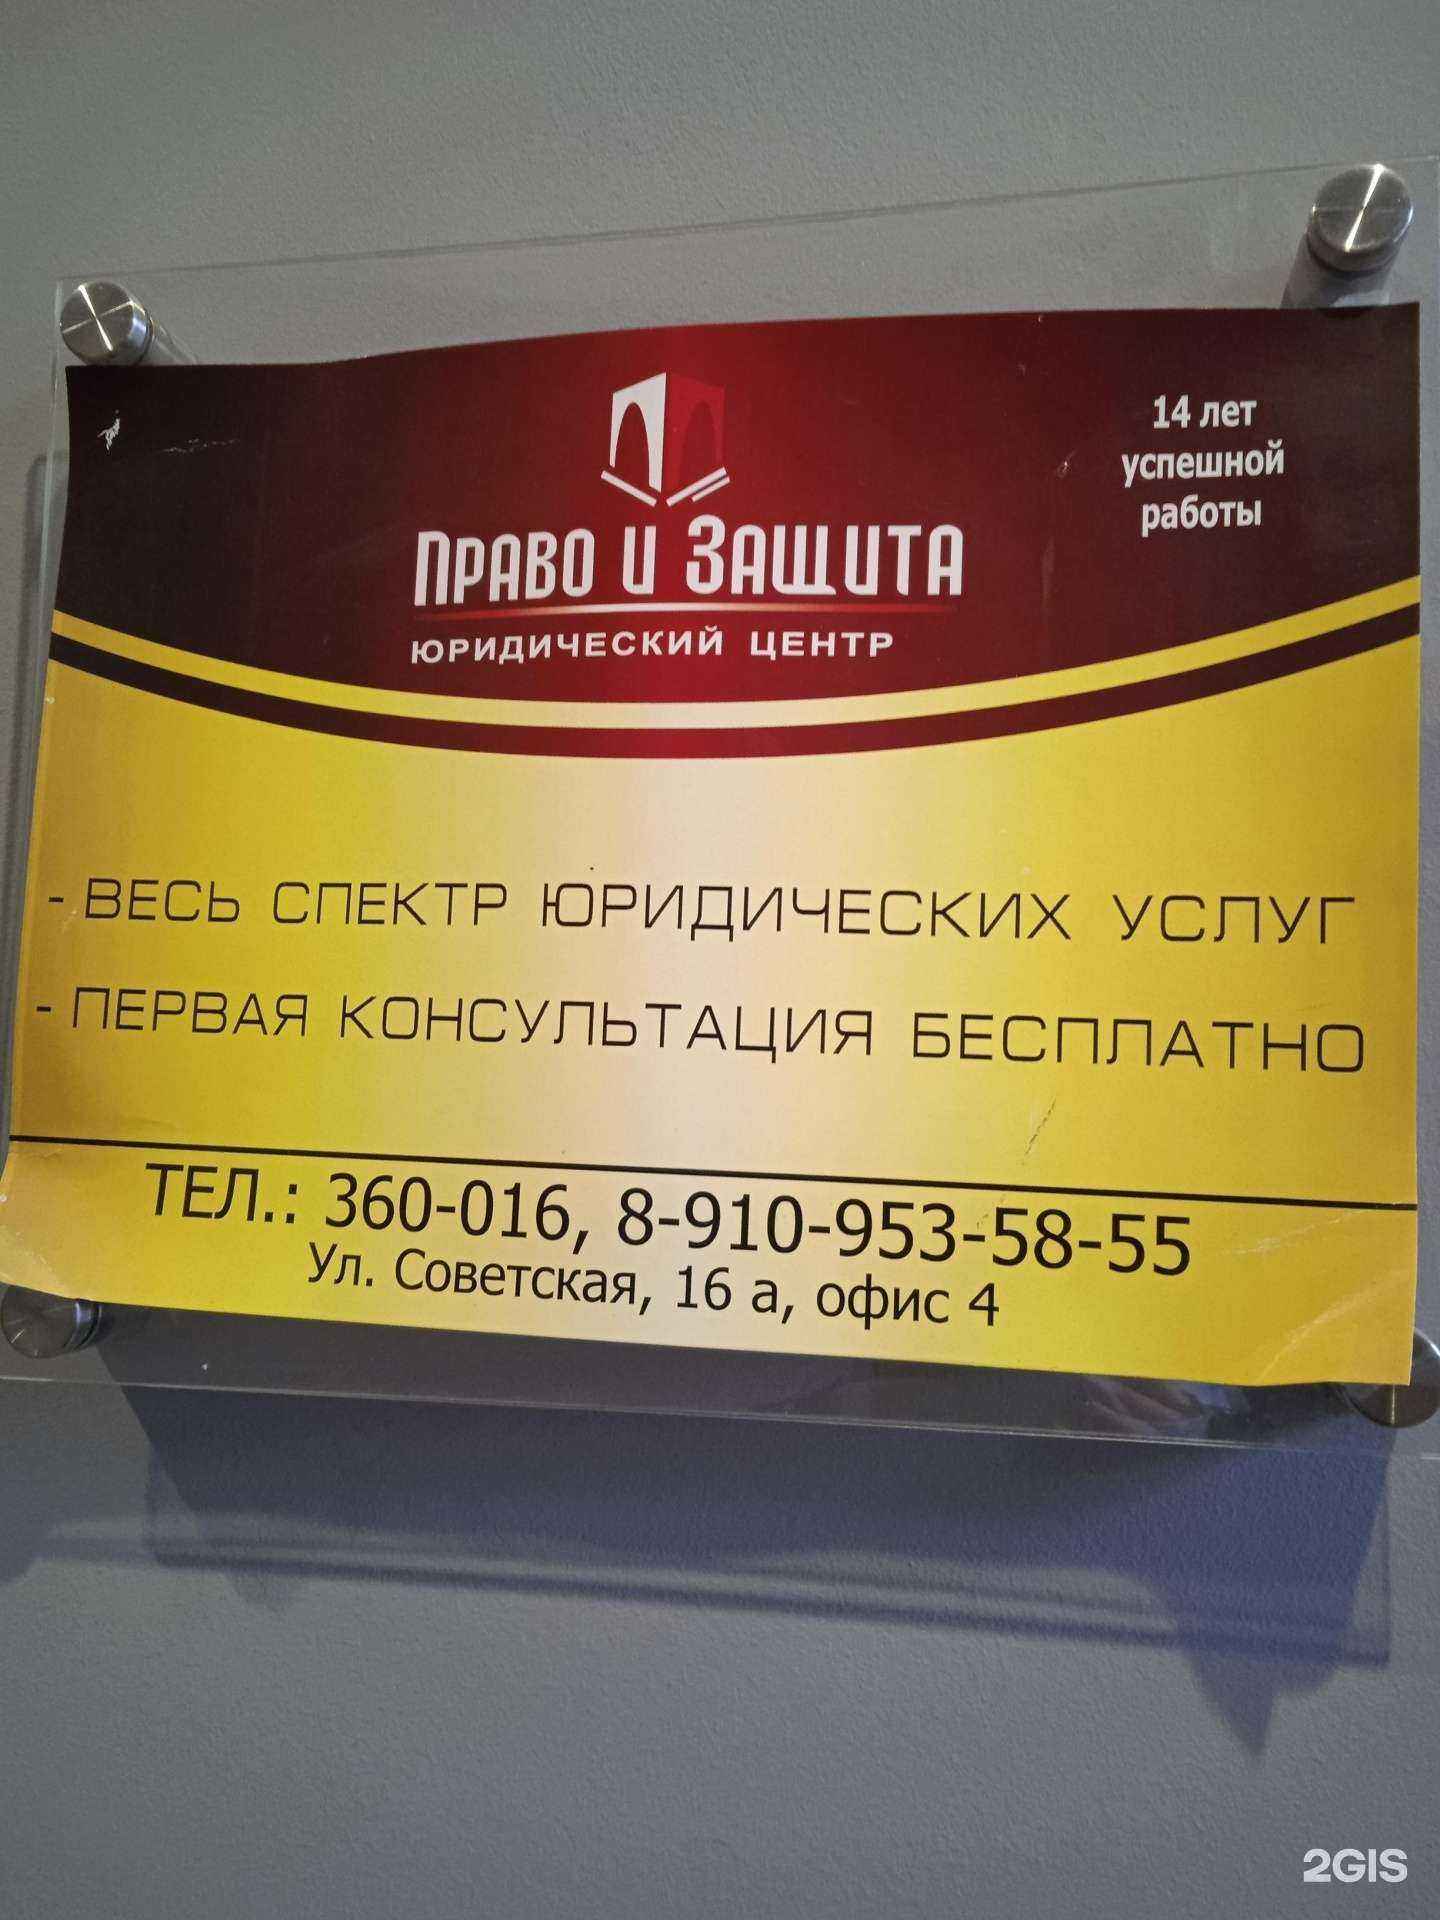 14 лет
успешной
работы
ПРАВО И ЗАЩИТА
ЮРИДИЧЕСКИЙ ЦЕНТР
- ВЕСЬ СПЕКТР ЮРИДИЧЕСКИХ УСЛУГ
- ПЕРВАЯ КОНСУЛЬТАЦИЯ БЕСПЛАТНО
ТЕЛ.: 360-016, 8-910-953-58-55
Ул. Советская, 16 а, офис 4
2GIS